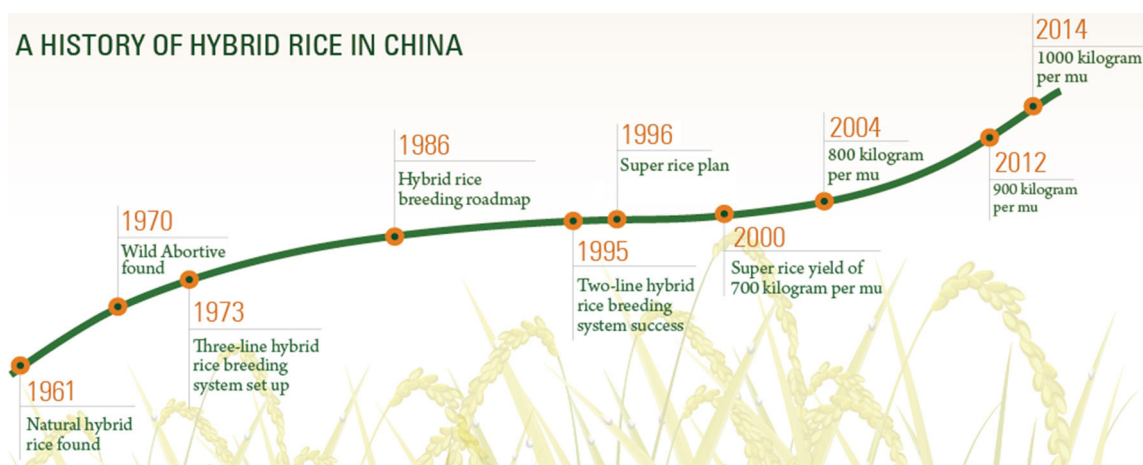 A HISTORY OF HYBRID RICE IN CHINA
1961
Natural hybrid
rice found
1970
Wild Abortive
found
1973
Three-line hybrid
rice breeding
system set up
1986
Hybrid rice
breeding roadmap
1995
Two-line hybrid
rice breeding
system success
1996
Super rice plan
2000
Super rice yield of
700 kilogram per mu
2004
800 kilogram
per mu
2012
900 kilogram
per mu
2014
1000 kilogram
per mu